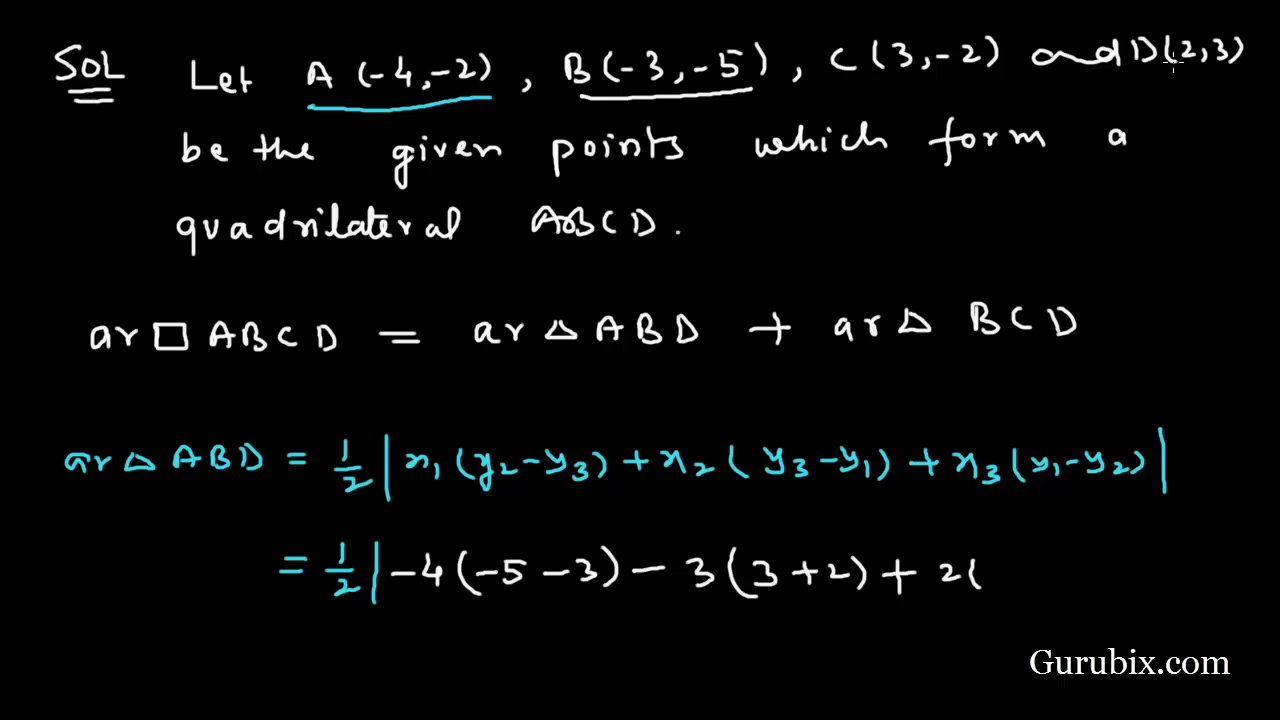 Sol Let A (-4,-2), B(-3,-5), C(3,-2) and D(2,3)
be the given points which form a
quadrilateral ABCD.
ar□ABCD = ar△ABD + ar△BCD
ar△ABD = 1/2|x₁(y₂-y₃)+x₂(y₃-y₁)+x₃(y₁-y₂)|
= 1/2|-4(-5-3)-3(3+2)+2(
Gurubix.com